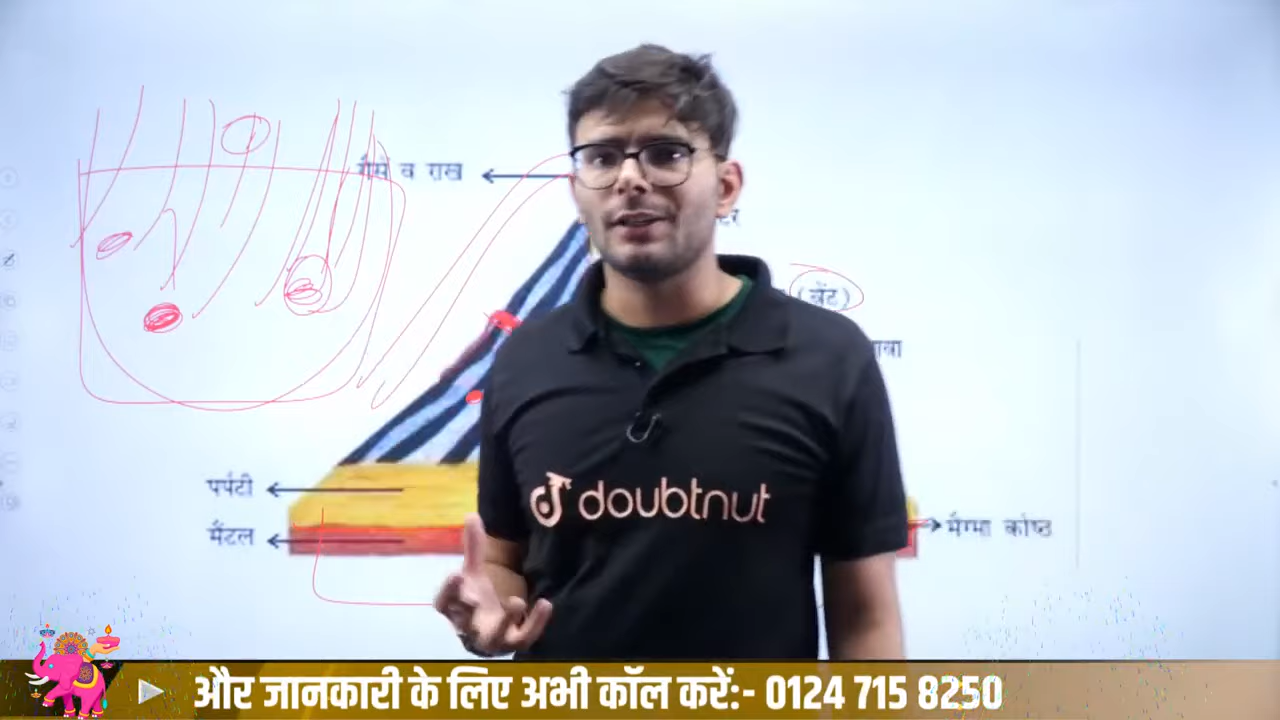 गैस व राख
(वेंट)
पर्पटी
मैंटल
मैग्मा कोष्ठ
doubtnut
और जानकारी के लिए अभी कॉल करें:- 0124 715 8250